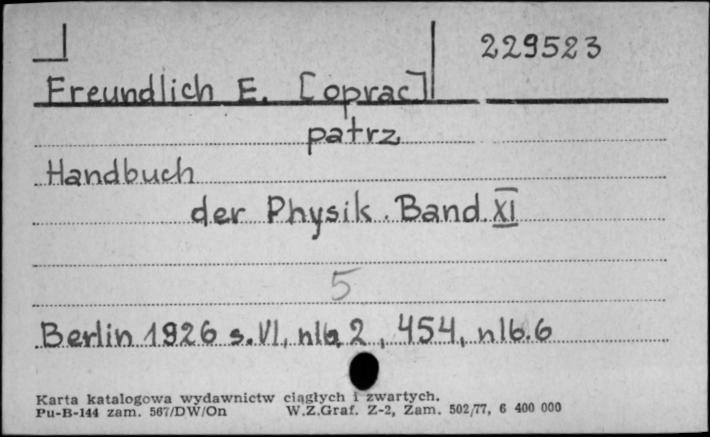 229523
Freundlich E. [oprac]
patrz
Handbuch
der Physik. Band. XI
5
Berlin 1926 s. VI, nlb 2, 454, nlb. 6
Karta katalogowa wydawnictw ciągłych i zwartych.
Pu-B-144 zam. 567/DW/On W.Z.Graf. Z-2, Zam. 502/77, 6 400 000